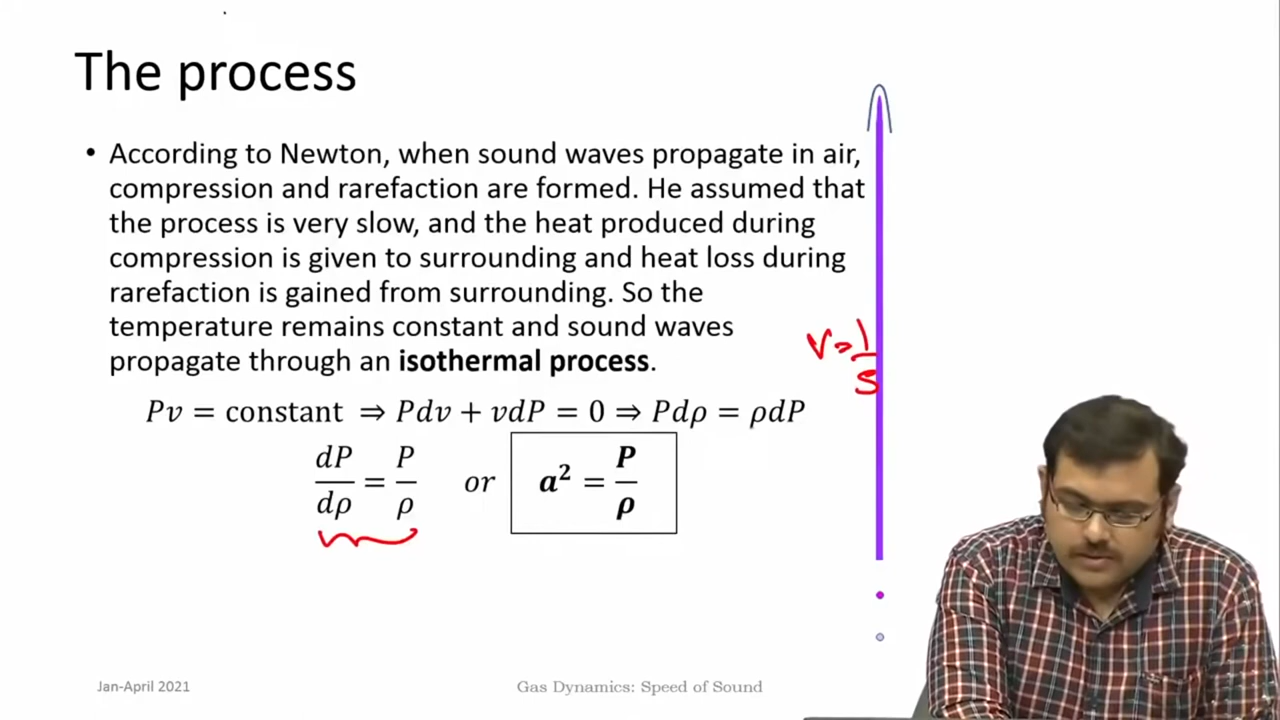 The process
• According to Newton, when sound waves propagate in air,
compression and rarefaction are formed. He assumed that
the process is very slow, and the heat produced during
compression is given to surrounding and heat loss during
rarefaction is gained from surrounding. So the
temperature remains constant and sound waves
propagate through an isothermal process.
v = 1/ρ
Pv = constant ⇒ Pdv + vdP = 0 ⇒ Pdρ = ρdP
dP/dρ = P/ρ or a² = P/ρ
Jan-April 2021 Gas Dynamics: Speed of Sound